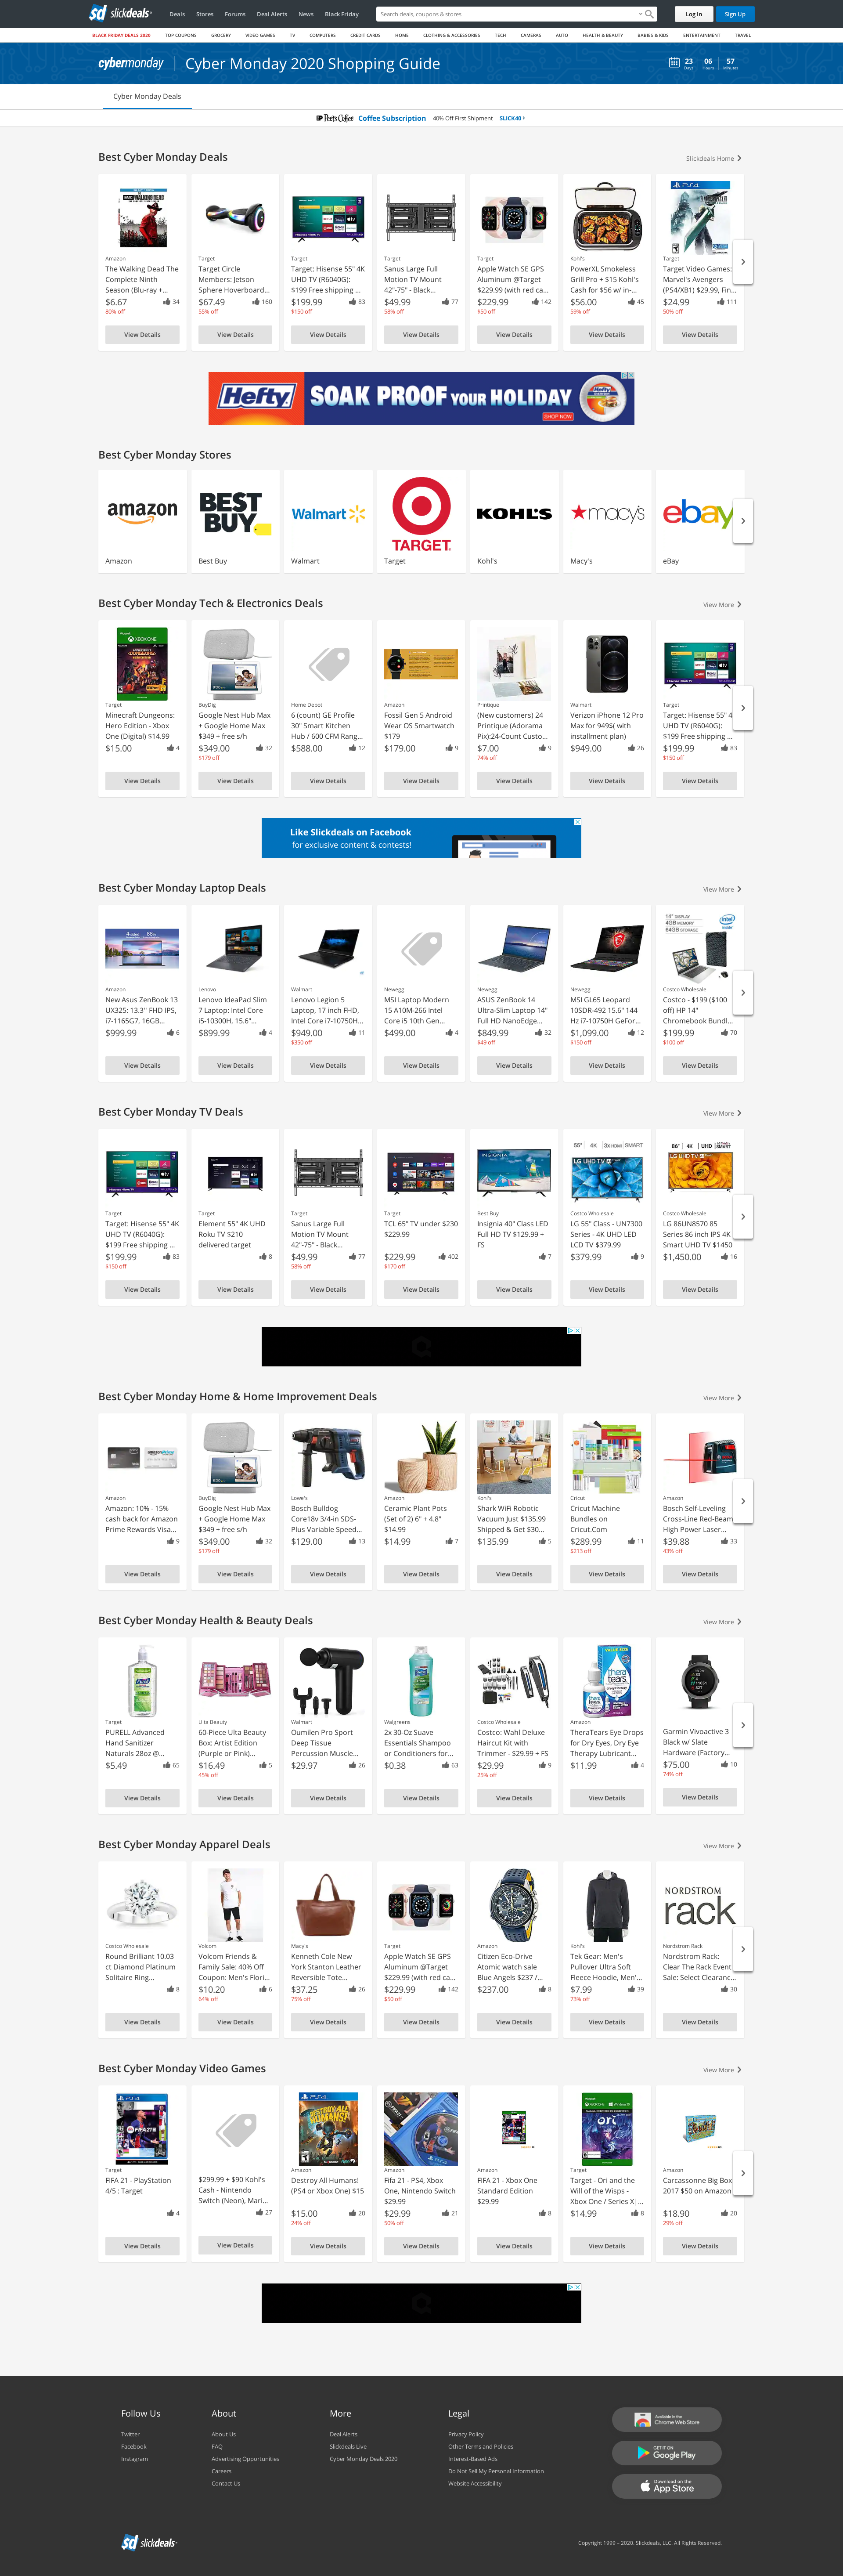 sd slickdeals
Deals Stores Forums Deal Alerts News Black Friday
Search deals, coupons & stores
Log In Sign Up
BLACK FRIDAY DEALS 2020 TOP COUPONS GROCERY VIDEO GAMES TV COMPUTERS CREDIT CARDS HOME CLOTHING & ACCESSORIES TECH CAMERAS AUTO HEALTH & BEAUTY BABIES & KIDS ENTERTAINMENT TRAVEL
cybermonday Cyber Monday 2020 Shopping Guide
23 06 57
Days Hours Minutes
Cyber Monday Deals
Peet's Coffee Coffee Subscription 40% Off First Shipment SLICK40
Best Cyber Monday Deals
Slickdeals Home
Amazon
The Walking Dead The
Complete Ninth
Season (Blu-ray +...
$6.67 34
80% off
View Details
Target
Target Circle
Members: Jetson
Sphere Hoverboard...
$67.49 160
55% off
View Details
Target
Target: Hisense 55" 4K
UHD TV (R6040G):
$199 Free shipping ...
$199.99 83
$150 off
View Details
Target
Sanus Large Full
Motion TV Mount
42"-75" - Black...
$49.99 77
58% off
View Details
Target
Apple Watch SE GPS
Aluminum @Target
$229.99 (with red ca...
$229.99 142
$50 off
View Details
Kohl's
PowerXL Smokeless
Grill Pro + $15 Kohl's
Cash for $56 w/ in-...
$56.00 45
59% off
View Details
Target
Target Video Games:
Marvel's Avengers
(PS4/XB1) $29.99, Fin...
$24.99 111
50% off
View Details
Hefty SOAK PROOF YOUR HOLIDAY
SHOP NOW
Best Cyber Monday Stores
amazon
Amazon
BEST BUY
Best Buy
Walmart
Walmart
TARGET
Target
KOHL'S
Kohl's
macy's
Macy's
ebay
eBay
Best Cyber Monday Tech & Electronics Deals
View More
Target
Minecraft Dungeons:
Hero Edition - Xbox
One (Digital) $14.99
$15.00 4
View Details
BuyDig
Google Nest Hub Max
+ Google Home Max
$349 + free s/h
$349.00 32
$179 off
View Details
Home Depot
6 (count) GE Profile
30" Smart Kitchen
Hub / 600 CFM Rang...
$588.00 12
View Details
Amazon
Fossil Gen 5 Android
Wear OS Smartwatch
$179
$179.00 9
View Details
Printique
(New customers) 24
Printique (Adorama
Pix):24-Count Custo...
$7.00 9
74% off
View Details
Walmart
Verizon iPhone 12 Pro
Max for 949$( with
installment plan)
$949.00 26
View Details
Target
Target: Hisense 55" 4
UHD TV (R6040G):
$199 Free shipping ...
$199.99 83
$150 off
View Details
Like Slickdeals on Facebook
for exclusive content & contests!
Best Cyber Monday Laptop Deals
View More
Amazon
New Asus ZenBook 13
UX325: 13.3" FHD IPS,
i7-1165G7, 16GB...
$999.99 6
View Details
Lenovo
Lenovo IdeaPad Slim
7 Laptop: Intel Core
i5-10300H, 15.6"...
$899.99 4
View Details
Walmart
Lenovo Legion 5
Laptop, 17 inch FHD,
Intel Core i7-10750H...
$949.00 11
$350 off
View Details
Newegg
MSI Laptop Modern
15 A10M-266 Intel
Core i5 10th Gen...
$499.00 4
View Details
Newegg
ASUS ZenBook 14
Ultra-Slim Laptop 14"
Full HD NanoEdge...
$849.99 32
$49 off
View Details
Newegg
MSI GL65 Leopard
10SDR-492 15.6" 144
Hz i7-10750H GeFor...
$1,099.00 12
$150 off
View Details
14" DISPLAY
4GB MEMORY
64GB STORAGE
Costco Wholesale
Costco - $199 ($100
off) HP 14"
Chromebook Bundl...
$199.99 70
$100 off
View Details
Best Cyber Monday TV Deals
View More
Target
Target: Hisense 55" 4K
UHD TV (R6040G):
$199 Free shipping ...
$199.99 83
$150 off
View Details
Target
Element 55" 4K UHD
Roku TV $210
delivered target
8
View Details
Target
Sanus Large Full
Motion TV Mount
42"-75" - Black...
$49.99 77
58% off
View Details
Target
TCL 65" TV under $230
$229.99
$229.99 402
$170 off
View Details
INSIGNIA
Best Buy
Insignia 40" Class LED
Full HD TV $129.99 +
FS
7
View Details
55" 4K 3x HDMI SMART
LG UHD TV
Costco Wholesale
LG 55" Class - UN7300
Series - 4K UHD LED
LCD TV $379.99
$379.99 9
View Details
86" 4K UHD
LG UHD TV
Costco Wholesale
LG 86UN8570 85
Series 86 inch IPS 4K
Smart UHD TV $1450
$1,450.00 16
View Details
Best Cyber Monday Home & Home Improvement Deals
View More
Amazon
Amazon: 10% - 15%
cash back for Amazon
Prime Rewards Visa...
9
View Details
BuyDig
Google Nest Hub Max
+ Google Home Max
$349 + free s/h
$349.00 32
$179 off
View Details
Lowe's
Bosch Bulldog
Core18v 3/4-in SDS-
Plus Variable Speed...
$129.00 13
View Details
Amazon
Ceramic Plant Pots
(Set of 2) 6" + 4.8"
$14.99
$14.99 7
View Details
Kohl's
Shark WiFi Robotic
Vacuum Just $135.99
Shipped & Get $30...
$135.99 5
View Details
Cricut
Cricut Machine
Bundles on
Cricut.Com
$289.99 11
$213 off
View Details
Amazon
Bosch Self-Leveling
Cross-Line Red-Beam
High Power Laser...
$39.88 33
43% off
View Details
Best Cyber Monday Health & Beauty Deals
View More
Target
PURELL Advanced
Hand Sanitizer
Naturals 28oz @...
$5.49 65
View Details
Ulta Beauty
60-Piece Ulta Beauty
Box: Artist Edition
(Purple or Pink)...
$16.49 5
45% off
View Details
Walmart
Oumilen Pro Sport
Deep Tissue
Percussion Muscle...
$29.97 26
View Details
Walgreens
2x 30-Oz Suave
Essentials Shampoo
or Conditioners for...
$0.38 63
View Details
Costco Wholesale
Costco: Wahl Deluxe
Haircut Kit with
Trimmer - $29.99 + FS
$29.99 9
25% off
View Details
thera tears
Amazon
TheraTears Eye Drops
for Dry Eyes, Dry Eye
Therapy Lubricant...
$11.99 4
View Details
Garmin Vivoactive 3
Black w/ Slate
Hardware (Factory...
$75.00 10
74% off
View Details
Best Cyber Monday Apparel Deals
View More
Costco Wholesale
Round Brilliant 10.03
ct Diamond Platinum
Solitaire Ring...
8
View Details
Volcom
Volcom Friends &
Family Sale: 40% Off
Coupon: Men's Flori...
$10.20 6
64% off
View Details
Macy's
Kenneth Cole New
York Stanton Leather
Reversible Tote...
$37.25 26
75% off
View Details
Target
Apple Watch SE GPS
Aluminum @Target
$229.99 (with red ca...
$229.99 142
$50 off
View Details
Amazon
Citizen Eco-Drive
Atomic watch sale
Blue Angels $237 /...
$237.00 8
View Details
Kohl's
Tek Gear: Men's
Pullover Ultra Soft
Fleece Hoodie, Men'...
$7.99 39
73% off
View Details
NORDSTROM
rack
Nordstrom Rack
Nordstrom Rack:
Clear The Rack Event
Sale: Select Clearanc...
30
View Details
Best Cyber Monday Video Games
View More
Target
FIFA 21 - PlayStation
4/5 : Target
4
View Details
$299.99 + $90 Kohl's
Cash - Nintendo
Switch (Neon), Mari...
27
View Details
Amazon
Destroy All Humans!
(PS4 or Xbox One) $15
$15.00 20
24% off
View Details
Amazon
Fifa 21 - PS4, Xbox
One, Nintendo Switch
$29.99
$29.99 21
50% off
View Details
Amazon
FIFA 21 - Xbox One
Standard Edition
$29.99
8
View Details
Target
Target - Ori and the
Will of the Wisps -
Xbox One / Series X|...
$14.99 8
View Details
Amazon
Carcassonne Big Box
2017 $50 on Amazon
$18.90 20
29% off
View Details
Follow Us
Twitter
Facebook
Instagram
About
About Us
FAQ
Advertising Opportunities
Careers
Contact Us
More
Deal Alerts
Slickdeals Live
Cyber Monday Deals 2020
Legal
Privacy Policy
Other Terms and Policies
Interest-Based Ads
Do Not Sell My Personal Information
Website Accessibility
Available in the
Chrome Web Store
GET IT ON
Google Play
Download on the
App Store
sd slickdeals
Copyright 1999 – 2020. Slickdeals, LLC. All Rights Reserved.